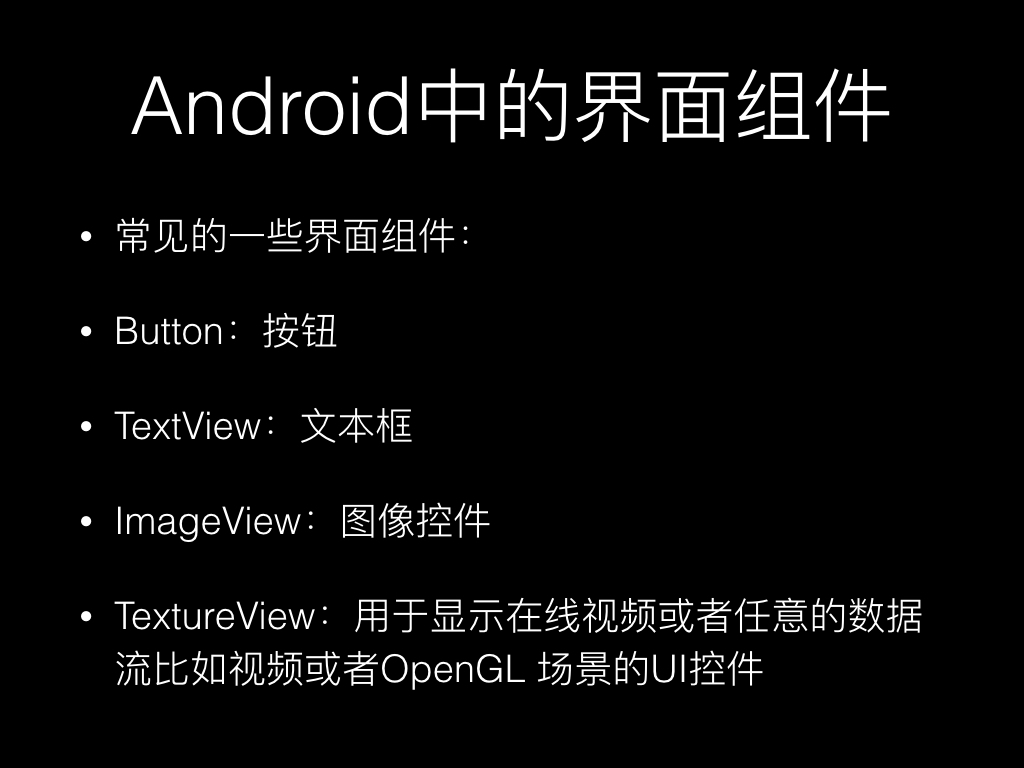 Android中的界面组件
• 常见的一些界面组件：
• Button：按钮
• TextView：文本框
• ImageView：图像控件
• TextureView：用于显示在线视频或者任意的数据
流比如视频或者OpenGL 场景的UI控件